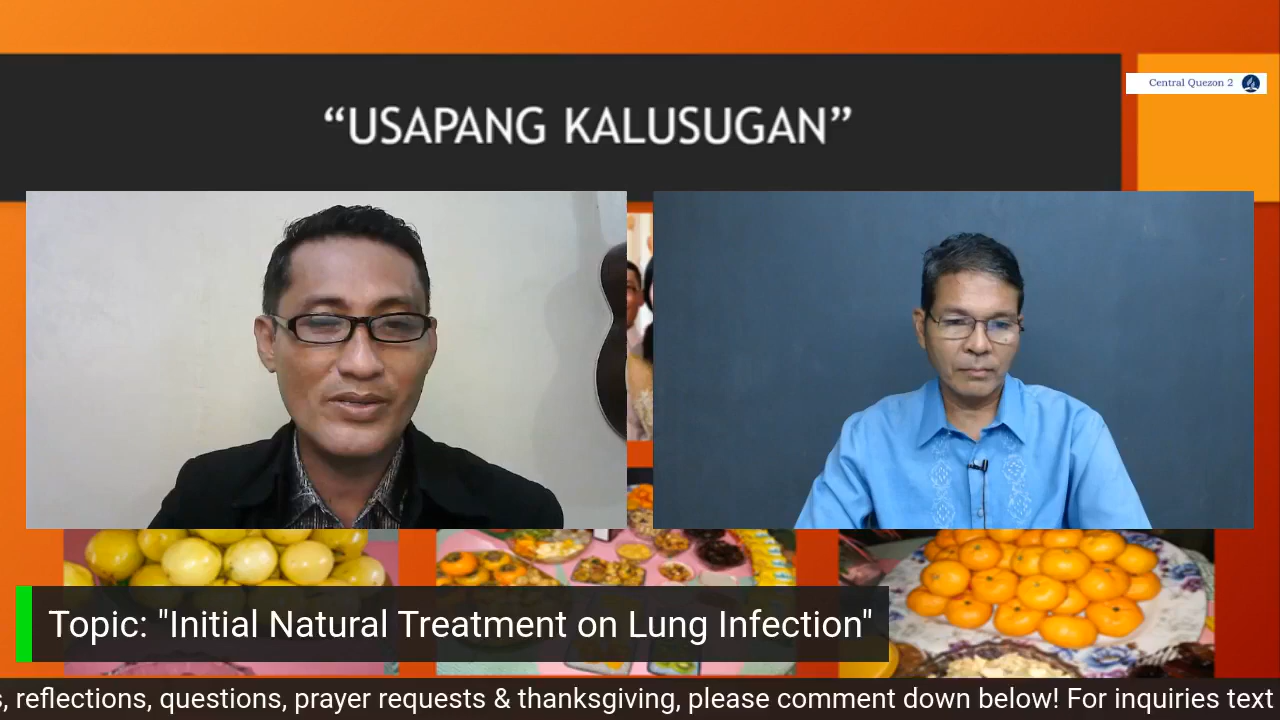 “USAPANG KALUSUGAN”
Central Quezon 2
Topic: "Initial Natural Treatment on Lung Infection"
, reflections, questions, prayer requests & thanksgiving, please comment down below! For inquiries text